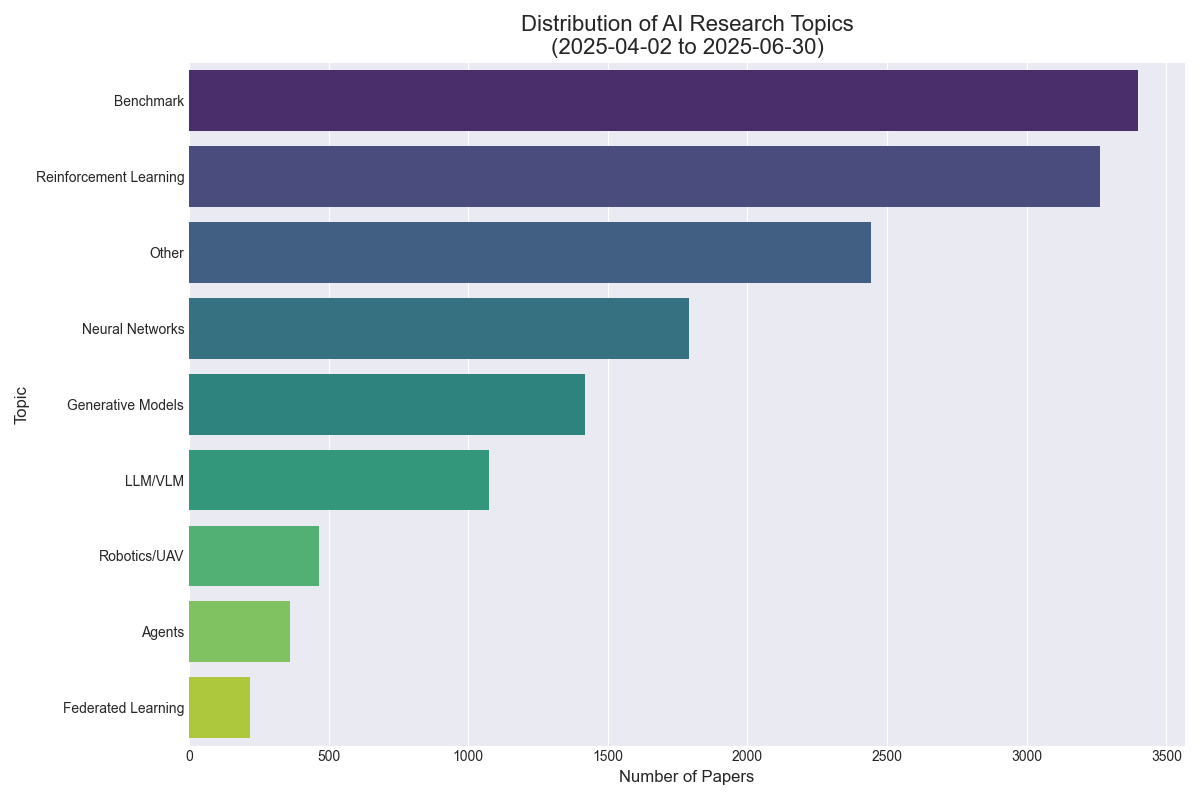 Distribution of AI Research Topics
(2025-04-02 to 2025-06-30)
Benchmark
Reinforcement Learning
Other
Neural Networks
Generative Models
LLM/VLM
Robotics/UAV
Agents
Federated Learning
Topic
0 500 1000 1500 2000 2500 3000 3500
Number of Papers